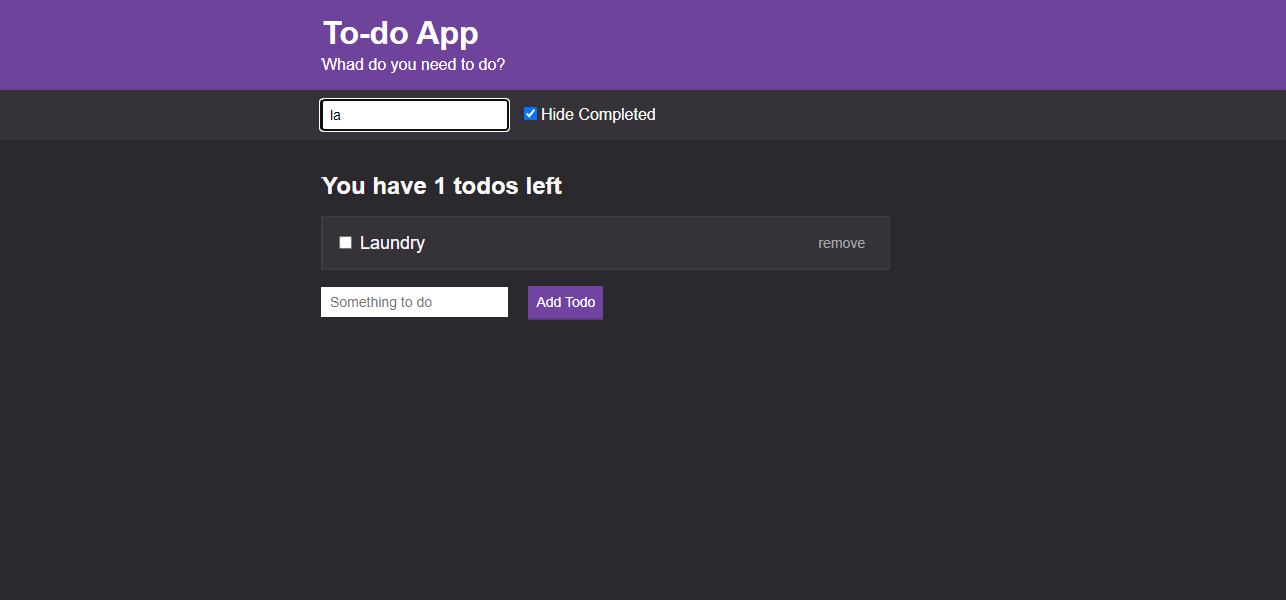 To-do App
Whad do you need to do?
la
Hide Completed
You have 1 todos left
Laundry
remove
Something to do
Add Todo